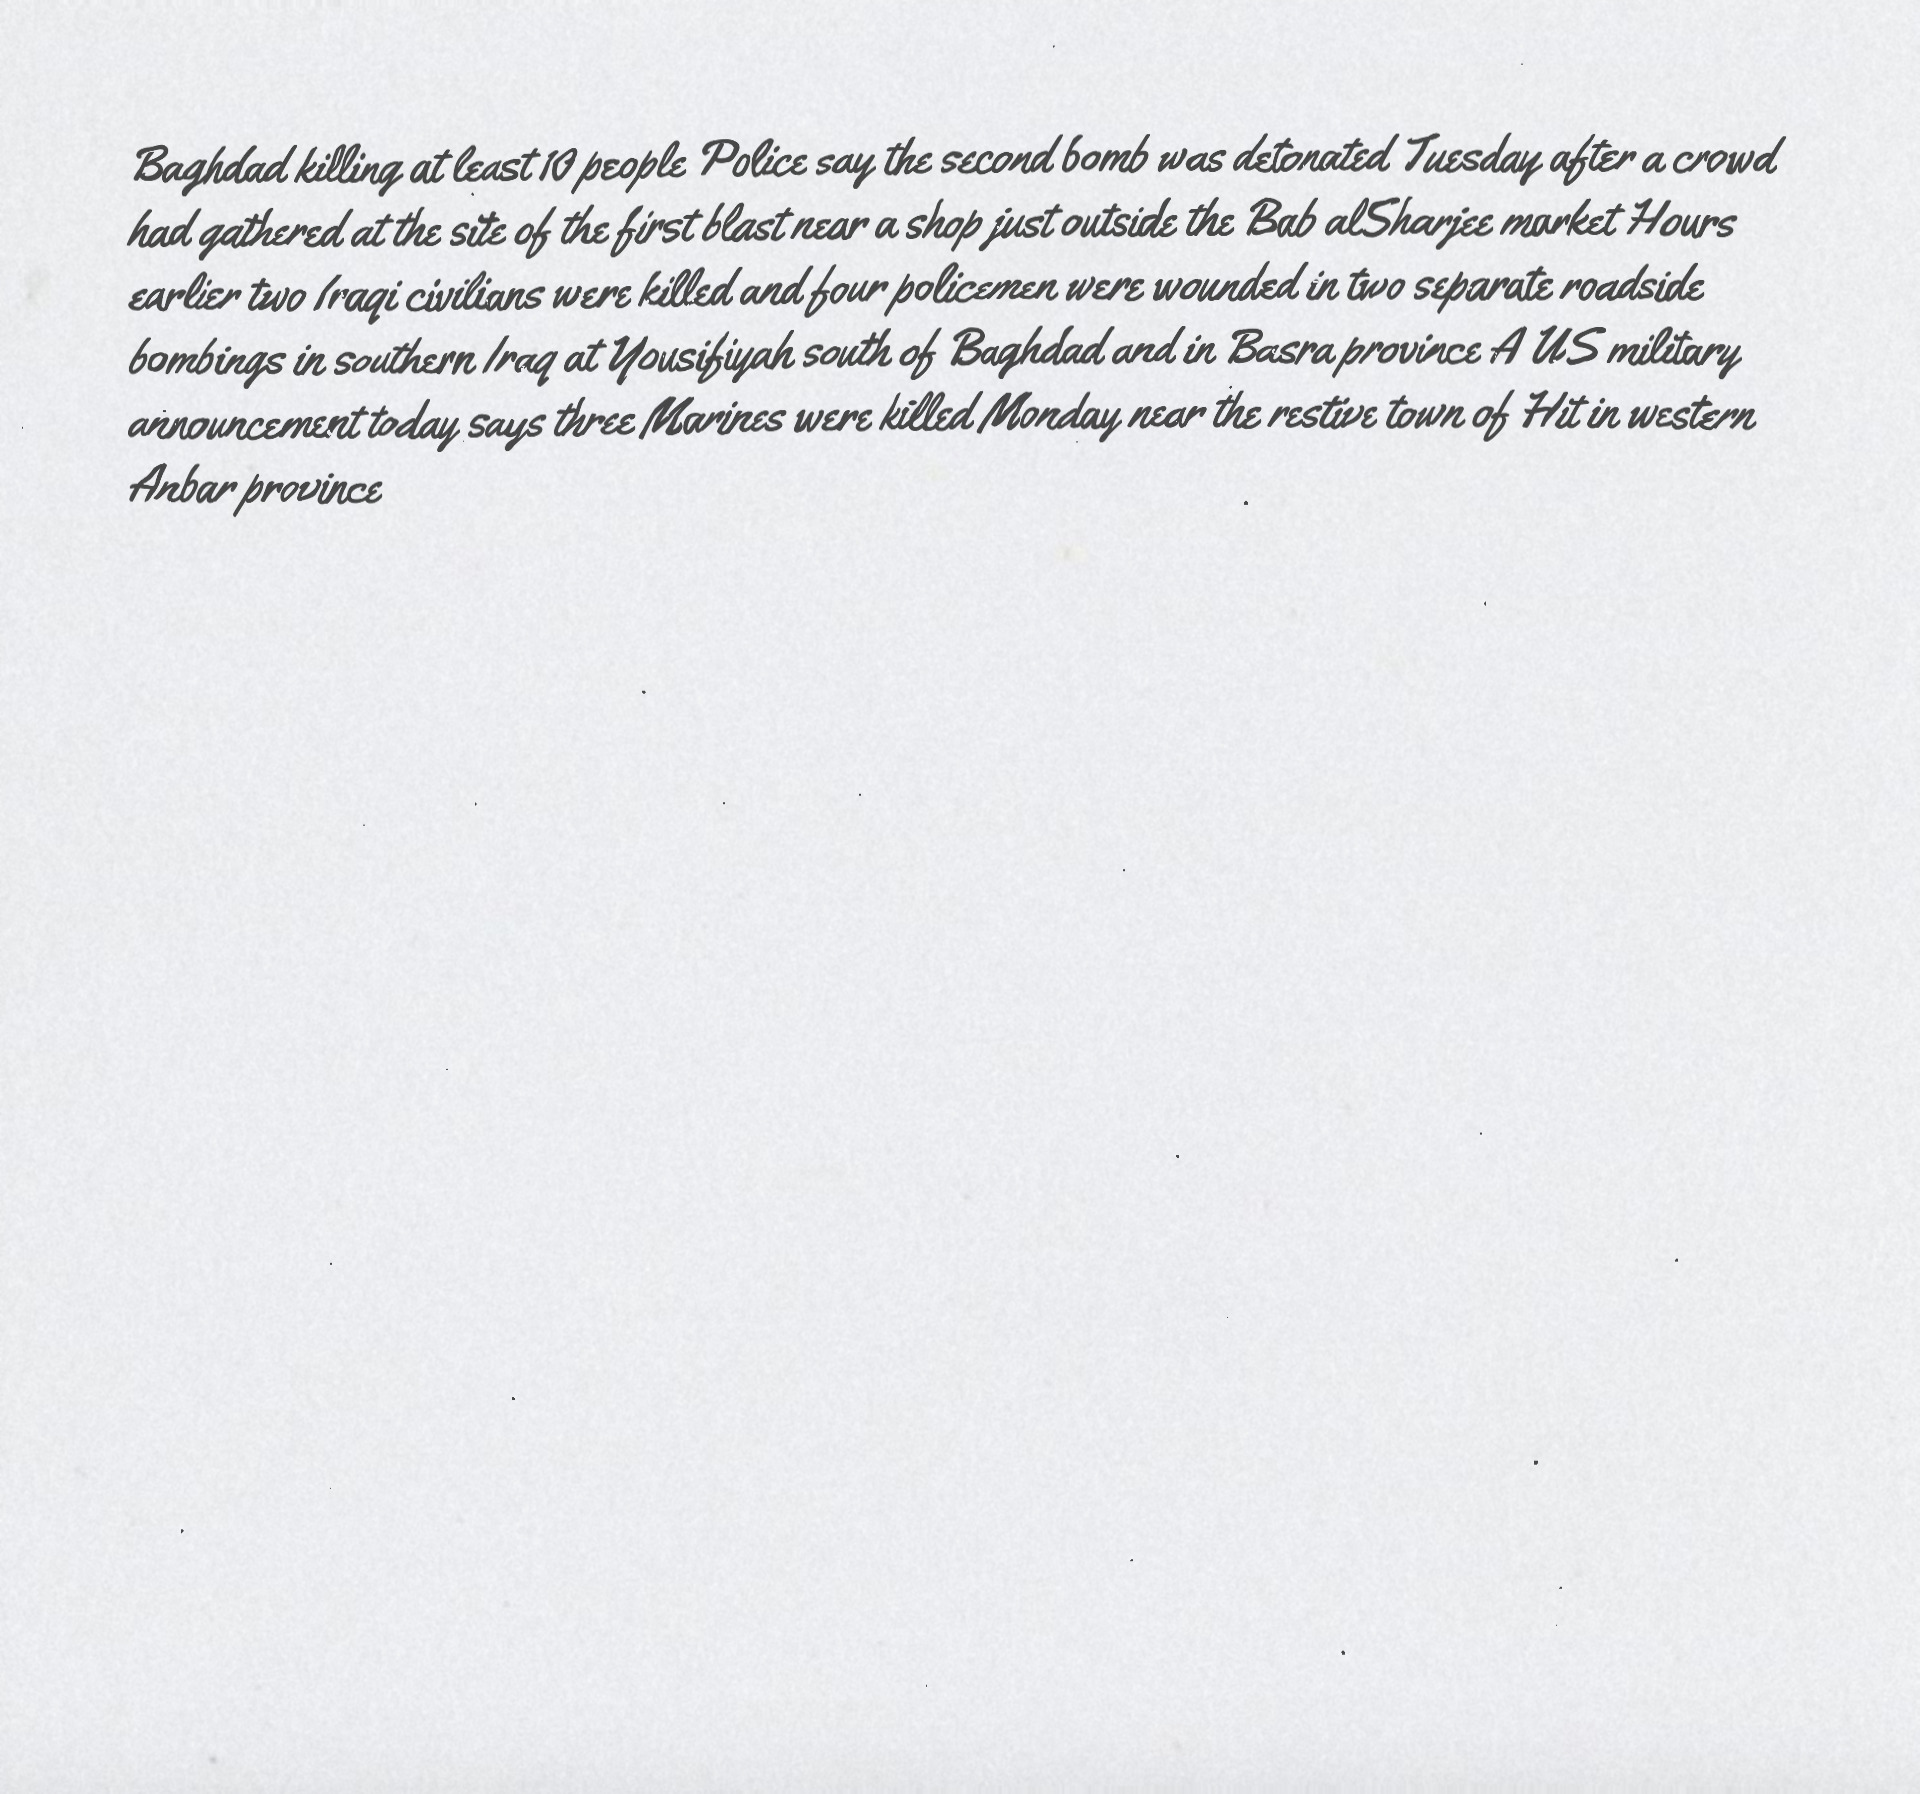 Baghdad killing at least 10 people Police say the second bomb was detonated Tuesday after a crowd
had gathered at the site of the first blast near a shop just outside the Bab alSharjee market Hours
earlier two Iraqi civilians were killed and four policemen were wounded in two separate roadside
bombings in southern Iraq at Yousifiyah south of Baghdad and in Basra province A US military
announcement today says three Marines were killed Monday near the restive town of Hit in western
Anbar province